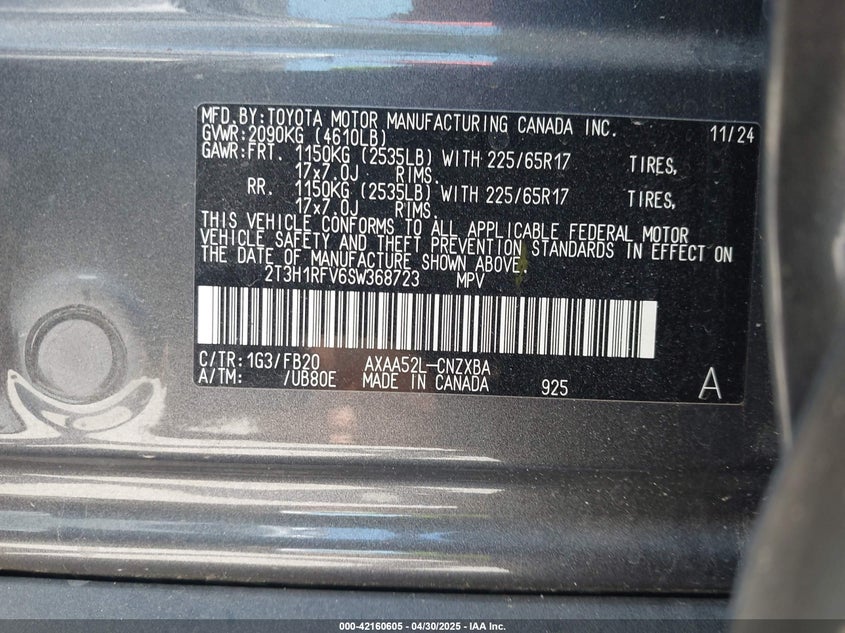 MFD.BY:TOYOTA MOTOR MANUFACTURING CANADA INC. 11/24
GVWR:2090KG (4610LB)
GAWR:FRT. 1150KG (2535LB) WITH 225/65R17 TIRES,
17x7.0J RIMS.
RR. 1150KG (2535LB) WITH 225/65R17 TIRES,
17x7.0J RIMS.
THIS VEHICLE CONFORMS TO ALL APPLICABLE FEDERAL MOTOR
VEHICLE SAFETY AND THEFT PREVENTION STANDARDS IN EFFECT ON
THE DATE OF MANUFACTURE SHOWN ABOVE.
2T3H1RFV6SW368723 MPV
C/TR:1G3/FB20 AXAA52L-CNZXBA
A/TM: /UB80E MADE IN CANADA 925 A
000-42160605 - 04/30/2025 - IAA Inc.